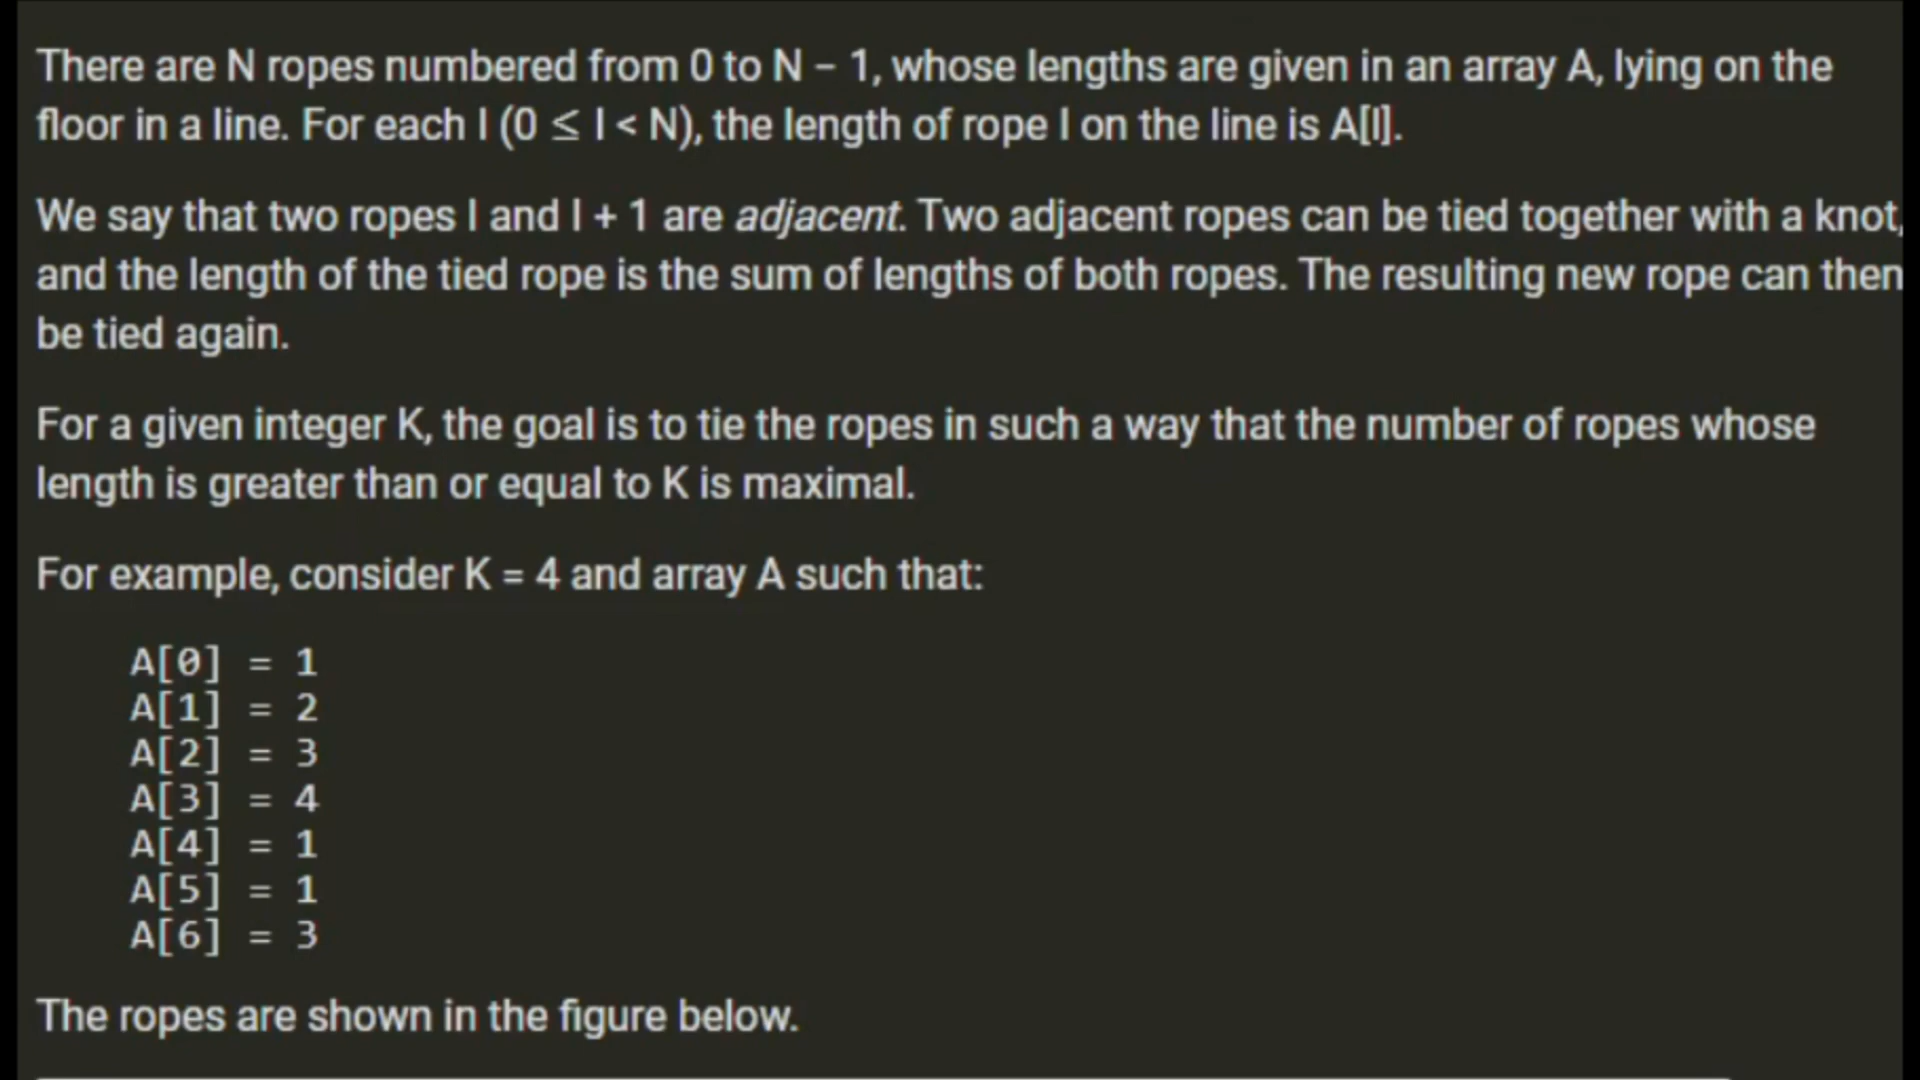 There are N ropes numbered from 0 to N − 1, whose lengths are given in an array A, lying on the
floor in a line. For each I (0 ≤ I < N), the length of rope I on the line is A[I].
We say that two ropes I and I + 1 are adjacent. Two adjacent ropes can be tied together with a knot,
and the length of the tied rope is the sum of lengths of both ropes. The resulting new rope can then
be tied again.
For a given integer K, the goal is to tie the ropes in such a way that the number of ropes whose
length is greater than or equal to K is maximal.
For example, consider K = 4 and array A such that:
A[0] = 1
A[1] = 2
A[2] = 3
A[3] = 4
A[4] = 1
A[5] = 1
A[6] = 3
The ropes are shown in the figure below.